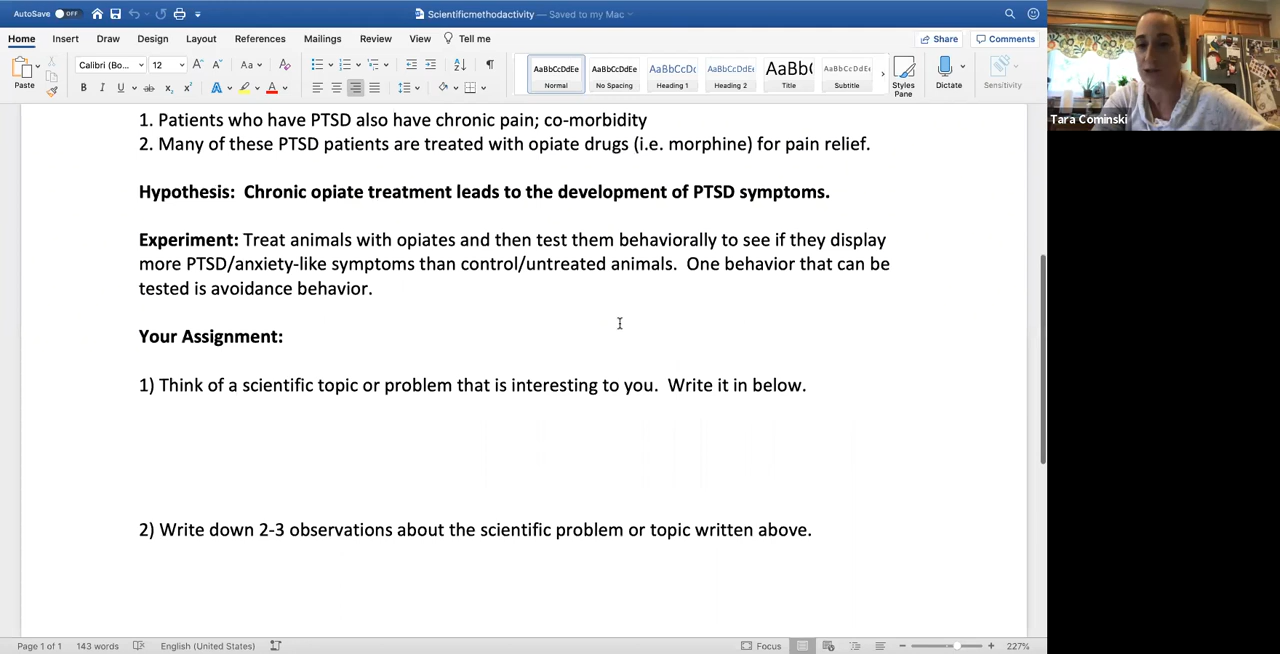 AutoSave OFF
Scientificmethodactivity — Saved to my Mac
Home Insert Draw Design Layout References Mailings Review View Tell me
Share Comments
Paste
Calibri (Bo... 12
AaBbCcDdEe AaBbCcDdEe AaBbCcDc AaBbCcDdEe AaBb( AaBbCcDdEe
Normal No Spacing Heading 1 Heading 2 Title Subtitle
Styles Pane
Dictate
Sensitivity
Tara Cominski
1. Patients who have PTSD also have chronic pain; co-morbidity
2. Many of these PTSD patients are treated with opiate drugs (i.e. morphine) for pain relief.
Hypothesis: Chronic opiate treatment leads to the development of PTSD symptoms.
Experiment: Treat animals with opiates and then test them behaviorally to see if they display
more PTSD/anxiety-like symptoms than control/untreated animals. One behavior that can be
tested is avoidance behavior.
Your Assignment:
1) Think of a scientific topic or problem that is interesting to you. Write it in below.
2) Write down 2-3 observations about the scientific problem or topic written above.
Page 1 of 1 143 words English (United States) Focus 227%